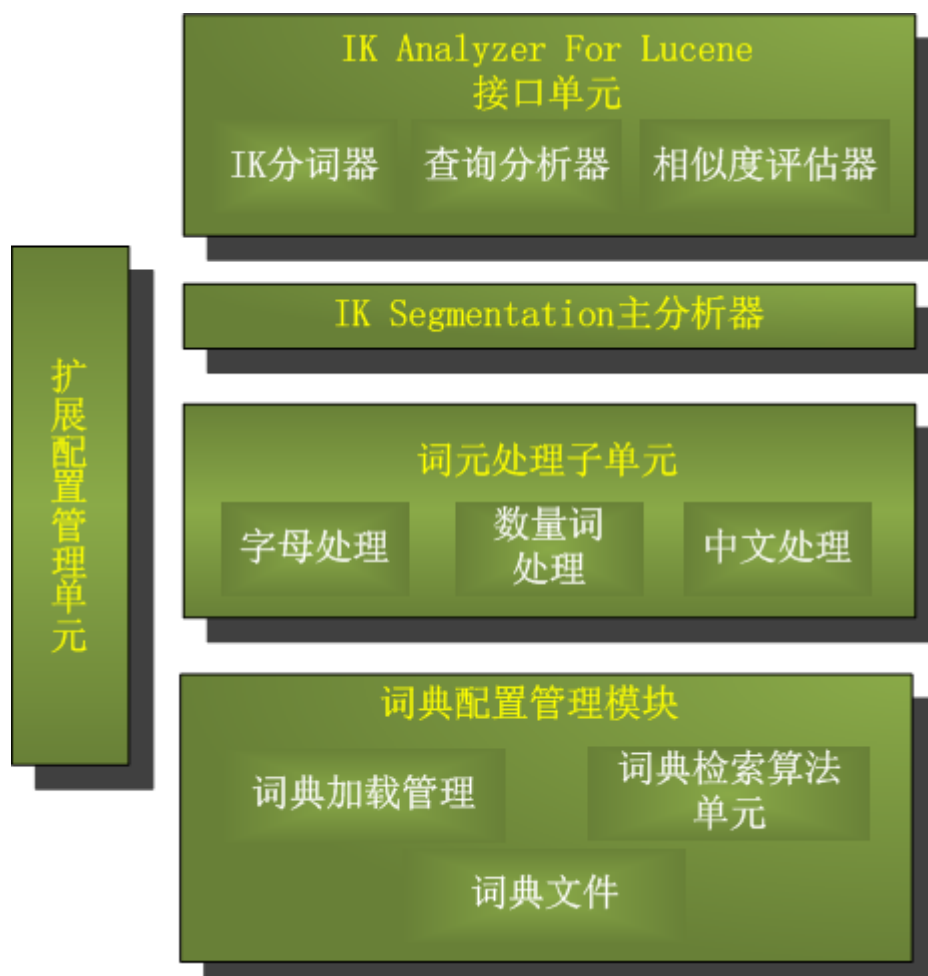 IK Analyzer For Lucene
接口单元
IK分词器
查询分析器
相似度评估器
IK Segmentation主分析器
扩展配置管理单元
词元处理子单元
字母处理
数量词
处理
中文处理
词典配置管理模块
词典加载管理
词典检索算法
单元
词典文件